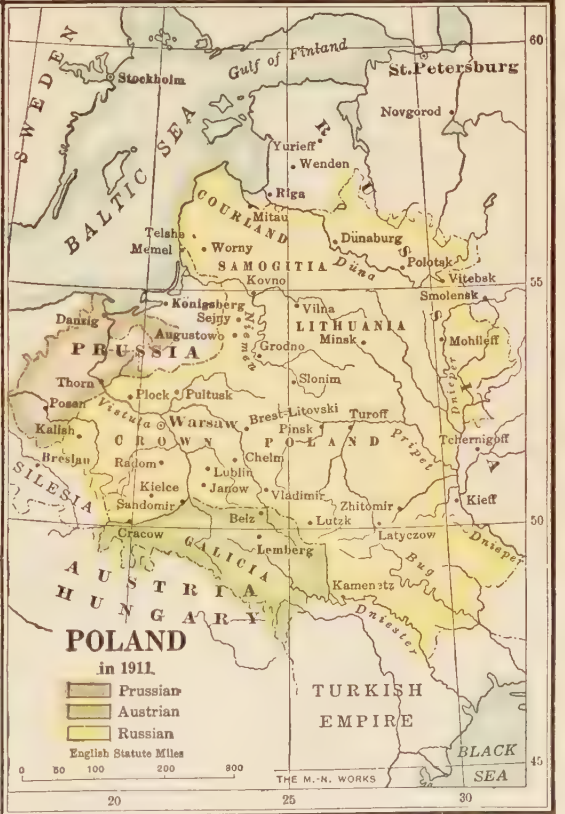 60
SWEDEN
Stockholm
Gulf of Finland
St. Petersburg
Novgorod
BALTIC SEA
RUSSIA
Yurieff
Wenden
Riga
COURLAND
Mitau
Telshe
Memel
Worny
Dünaburg
SAMOGITIA
Düna
Polotsk
Vitebsk
55
Kovno
Smolensk
Königsberg
Vilna
Danzig
Sejny
LITHUANIA
Niemen
Minsk
Mohileff
Augustowo
PRUSSIA
Grodno
Dnieper
Thorn
Slonim
Plock
Pultusk
Posen
Vistula
Warsaw
Brest-Litovski
Turoff
Pinsk
Kalish
CROWN POLAND
Pripet
Tchernigoff
Breslau
Radom
Chelm
Lublin
SILESIA
Kielce
Janow
Vladimir
Kieff
Sandomir
Zhitomir
Belz
Lutzk
50
Cracow
Latyczow
Dnieper
GALICIA
Lemberg
Bug
AUSTRIA
HUNGARY
Kamenetz
Dniester
POLAND
in 1911
Prussian
Austrian
Russian
English Statute Miles
0 50 100 200 300
TURKISH
EMPIRE
BLACK
SEA
45
THE M.-N. WORKS
20 25 30